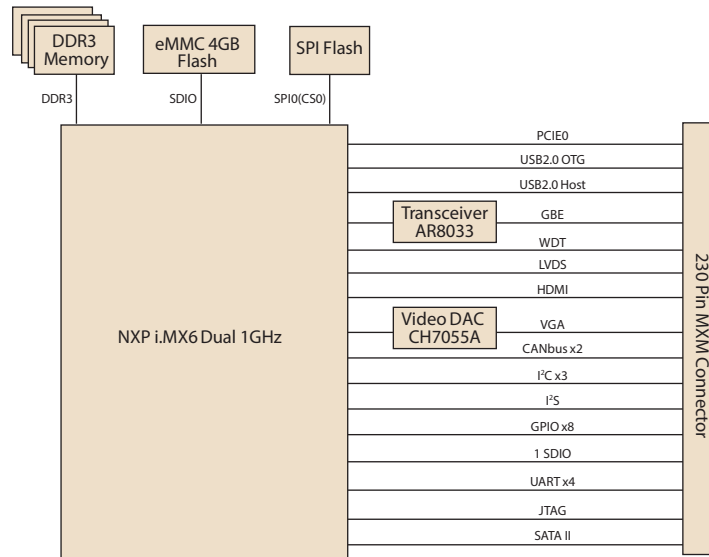 DDR3
Memory
eMMC 4GB
Flash
SPI Flash
DDR3
SDIO
SPI0(CS0)
NXP i.MX6 Dual 1GHz
PCIE0
USB2.0 OTG
USB2.0 Host
Transceiver
AR8033
GBE
WDT
LVDS
HDMI
Video DAC
CH7055A
VGA
CANbus x2
I²C x3
I²S
GPIO x8
1 SDIO
UART x4
JTAG
SATA II
230 Pin MXM Connector